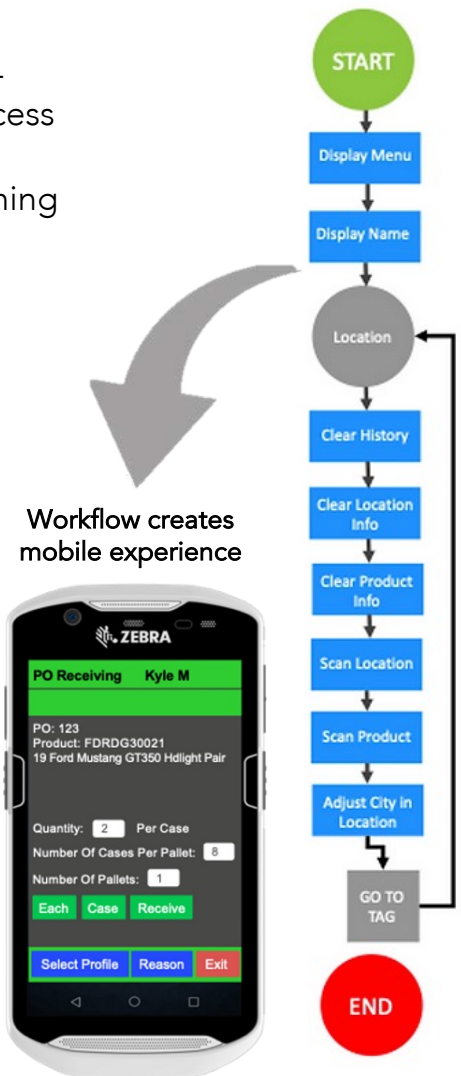 cess
ning
START
Display Menu
Display Name
Location
Clear History
Clear Location
Info
Clear Product
Info
Scan Location
Scan Product
Adjust City in
Location
GO TO
TAG
END
Workflow creates
mobile experience
ZEBRA
PO Receiving Kyle M
PO: 123
Product: FDRDG30021
19 Ford Mustang GT350 Hdlight Pair
Quantity: 2 Per Case
Number Of Cases Per Pallet: 8
Number Of Pallets: 1
Each Case Receive
Select Profile Reason Exit